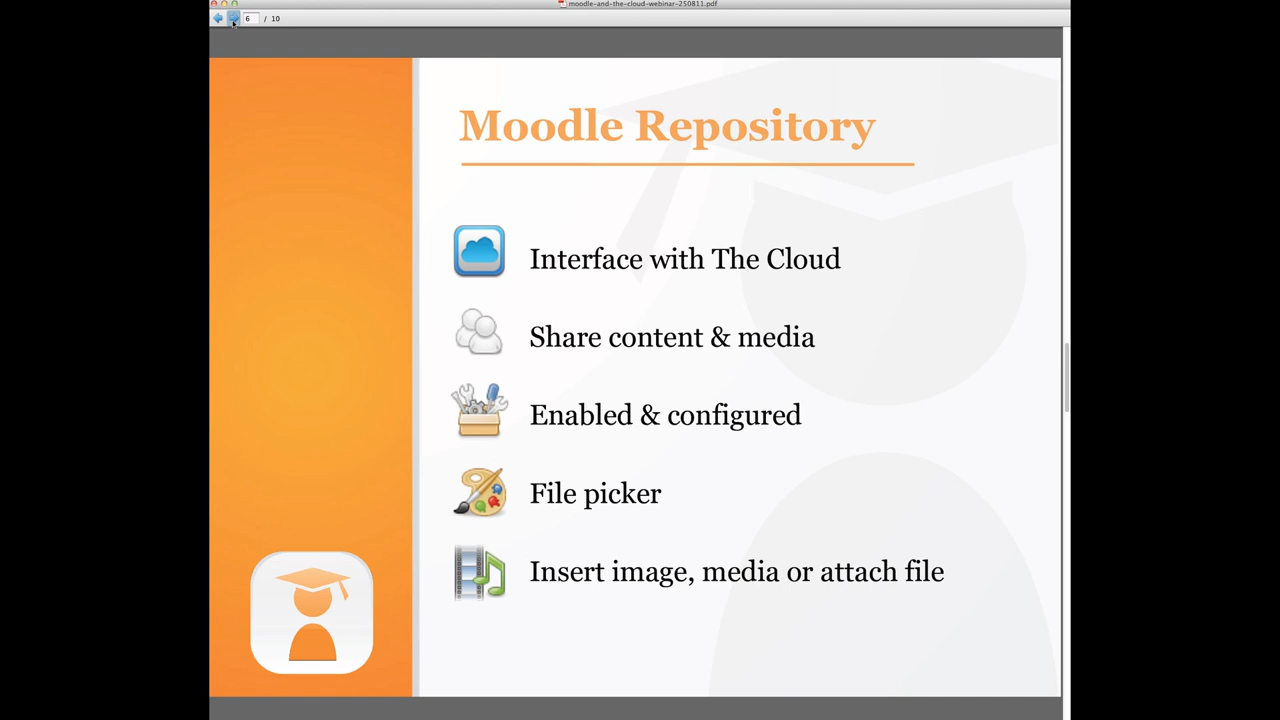 moodle-and-the-cloud-webinar-250811.pdf
6 / 10
Moodle Repository
Interface with The Cloud
Share content & media
Enabled & configured
File picker
Insert image, media or attach file